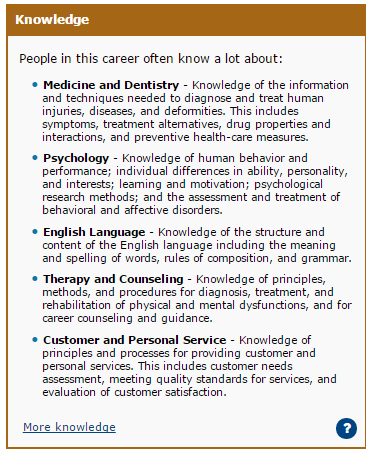 Knowledge
People in this career often know a lot about:
• Medicine and Dentistry - Knowledge of the information
and techniques needed to diagnose and treat human
injuries, diseases, and deformities. This includes
symptoms, treatment alternatives, drug properties and
interactions, and preventive health-care measures.
• Psychology - Knowledge of human behavior and
performance; individual differences in ability, personality,
and interests; learning and motivation; psychological
research methods; and the assessment and treatment of
behavioral and affective disorders.
• English Language - Knowledge of the structure and
content of the English language including the meaning
and spelling of words, rules of composition, and grammar.
• Therapy and Counseling - Knowledge of principles,
methods, and procedures for diagnosis, treatment, and
rehabilitation of physical and mental dysfunctions, and for
career counseling and guidance.
• Customer and Personal Service - Knowledge of
principles and processes for providing customer and
personal services. This includes customer needs
assessment, meeting quality standards for services, and
evaluation of customer satisfaction.
More knowledge ?